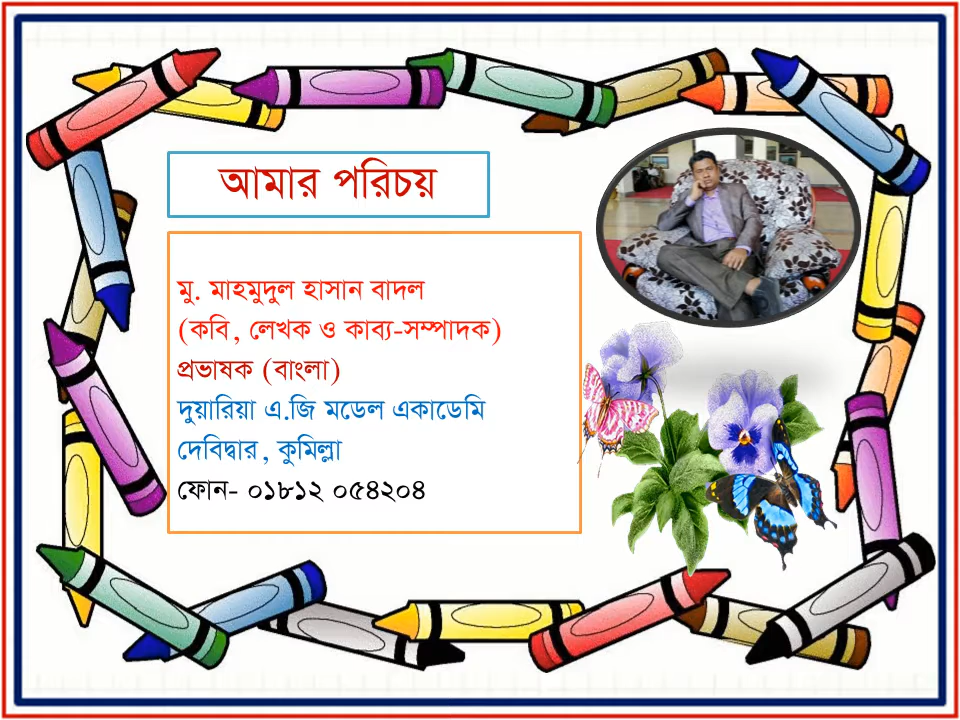 আমার পরিচয়
মু. মাহমুদুল হাসান বাদল
(কবি, লেখক ও কাব্য-সম্পাদক)
প্রভাষক (বাংলা)
দুয়ারিয়া এ.জি মডেল একাডেমি
দেবিদ্বার, কুমিল্লা
ফোন- ০১৮১২ ০৫৪২০৪